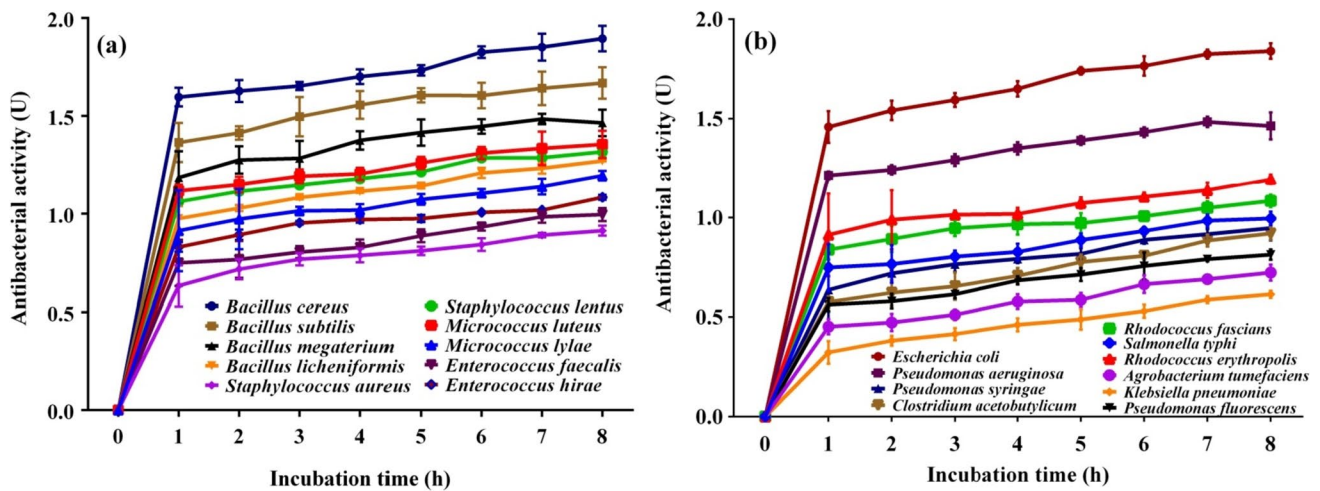 (a)
Antibacterial activity (U)
2.0
1.5
1.0
0.5
0.0
0 1 2 3 4 5 6 7 8
Incubation time (h)
Bacillus cereus
Bacillus subtilis
Bacillus megaterium
Bacillus licheniformis
Staphylococcus aureus
Staphylococcus lentus
Micrococcus luteus
Micrococcus lylae
Enterococcus faecalis
Enterococcus hirae
(b)
Antibacterial activity (U)
2.0
1.5
1.0
0.5
0.0
0 1 2 3 4 5 6 7 8
Incubation time (h)
Escherichia coli
Pseudomonas aeruginosa
Pseudomonas syringae
Clostridium acetobutylicum
Rhodococcus fascians
Salmonella typhi
Rhodococcus erythropolis
Agrobacterium tumefaciens
Klebsiella pneumoniae
Pseudomonas fluorescens